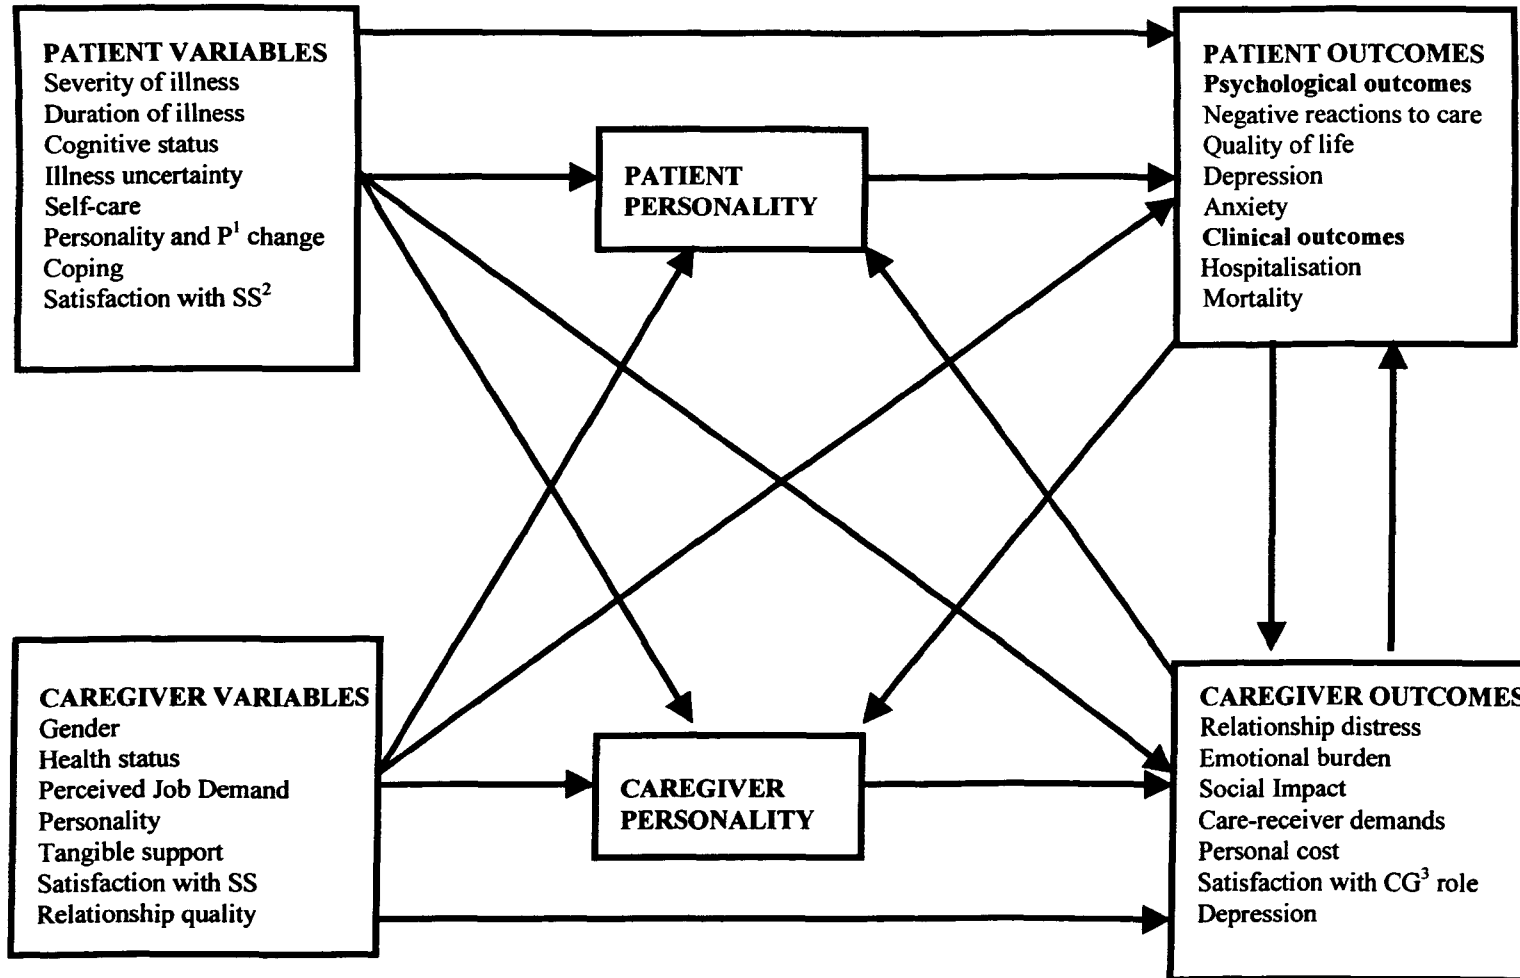 PATIENT VARIABLES
Severity of illness
Duration of illness
Cognitive status
Illness uncertainty
Self-care
Personality and P¹ change
Coping
Satisfaction with SS²
PATIENT
PERSONALITY
PATIENT OUTCOMES
Psychological outcomes
Negative reactions to care
Quality of life
Depression
Anxiety
Clinical outcomes
Hospitalisation
Mortality
CAREGIVER VARIABLES
Gender
Health status
Perceived Job Demand
Personality
Tangible support
Satisfaction with SS
Relationship quality
CAREGIVER
PERSONALITY
CAREGIVER OUTCOMES
Relationship distress
Emotional burden
Social Impact
Care-receiver demands
Personal cost
Satisfaction with CG³ role
Depression